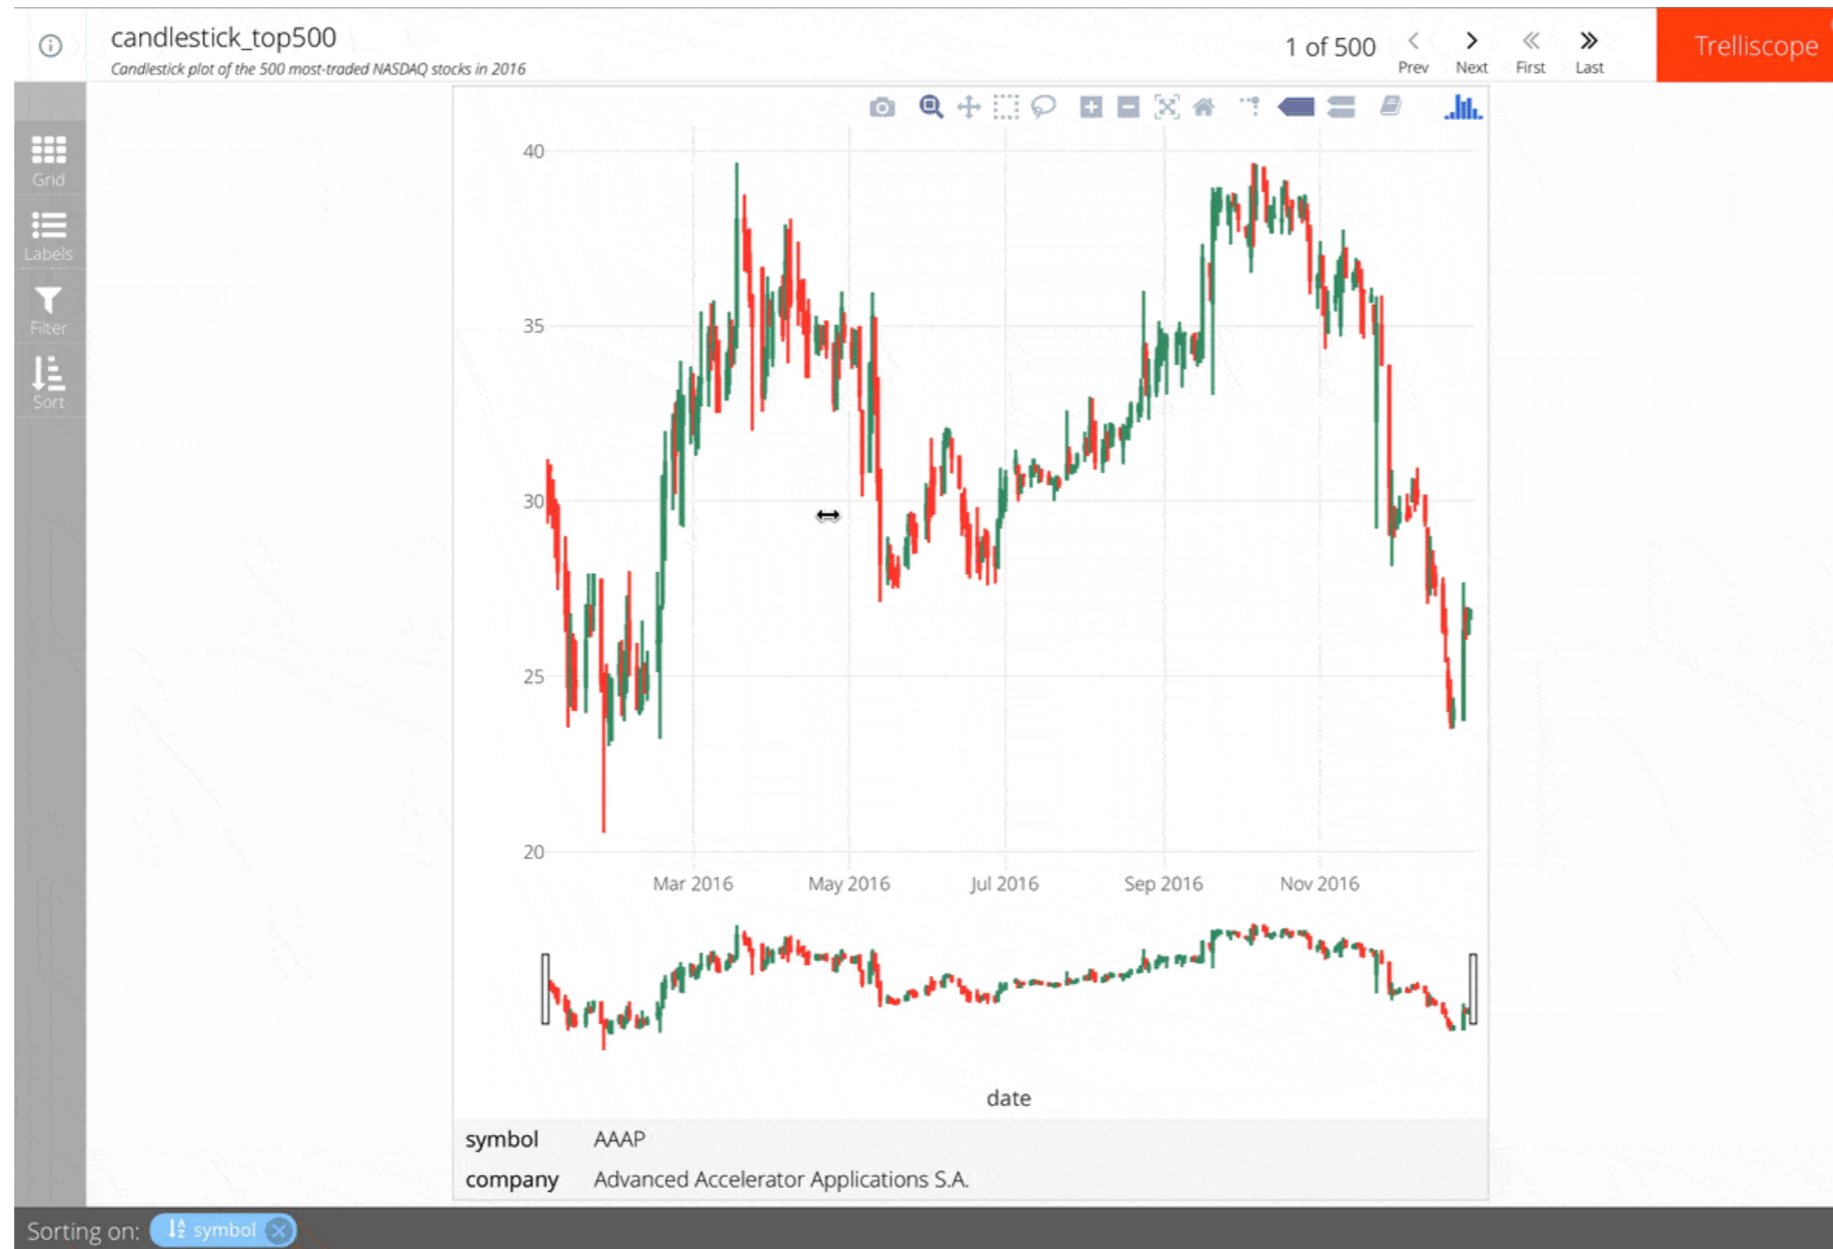 candlestick_top500
Candlestick plot of the 500 most-traded NASDAQ stocks in 2016
1 of 500
Prev Next First Last
Trelliscope
Grid
Labels
Filter
Sort
40
35
30
25
20
Mar 2016 May 2016 Jul 2016 Sep 2016 Nov 2016
date
symbol AAAP
company Advanced Accelerator Applications S.A.
Sorting on: symbol